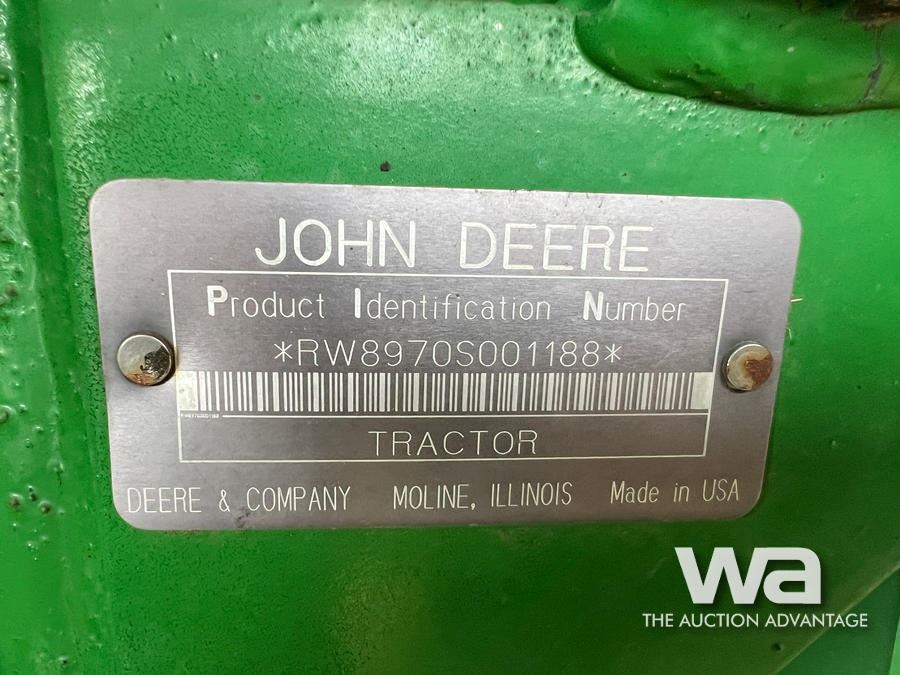 JOHN DEERE
Product Identification Number
*RW8970S001188*
TRACTOR
DEERE & COMPANY MOLINE, ILLINOIS Made in USA
wa
THE AUCTION ADVANTAGE